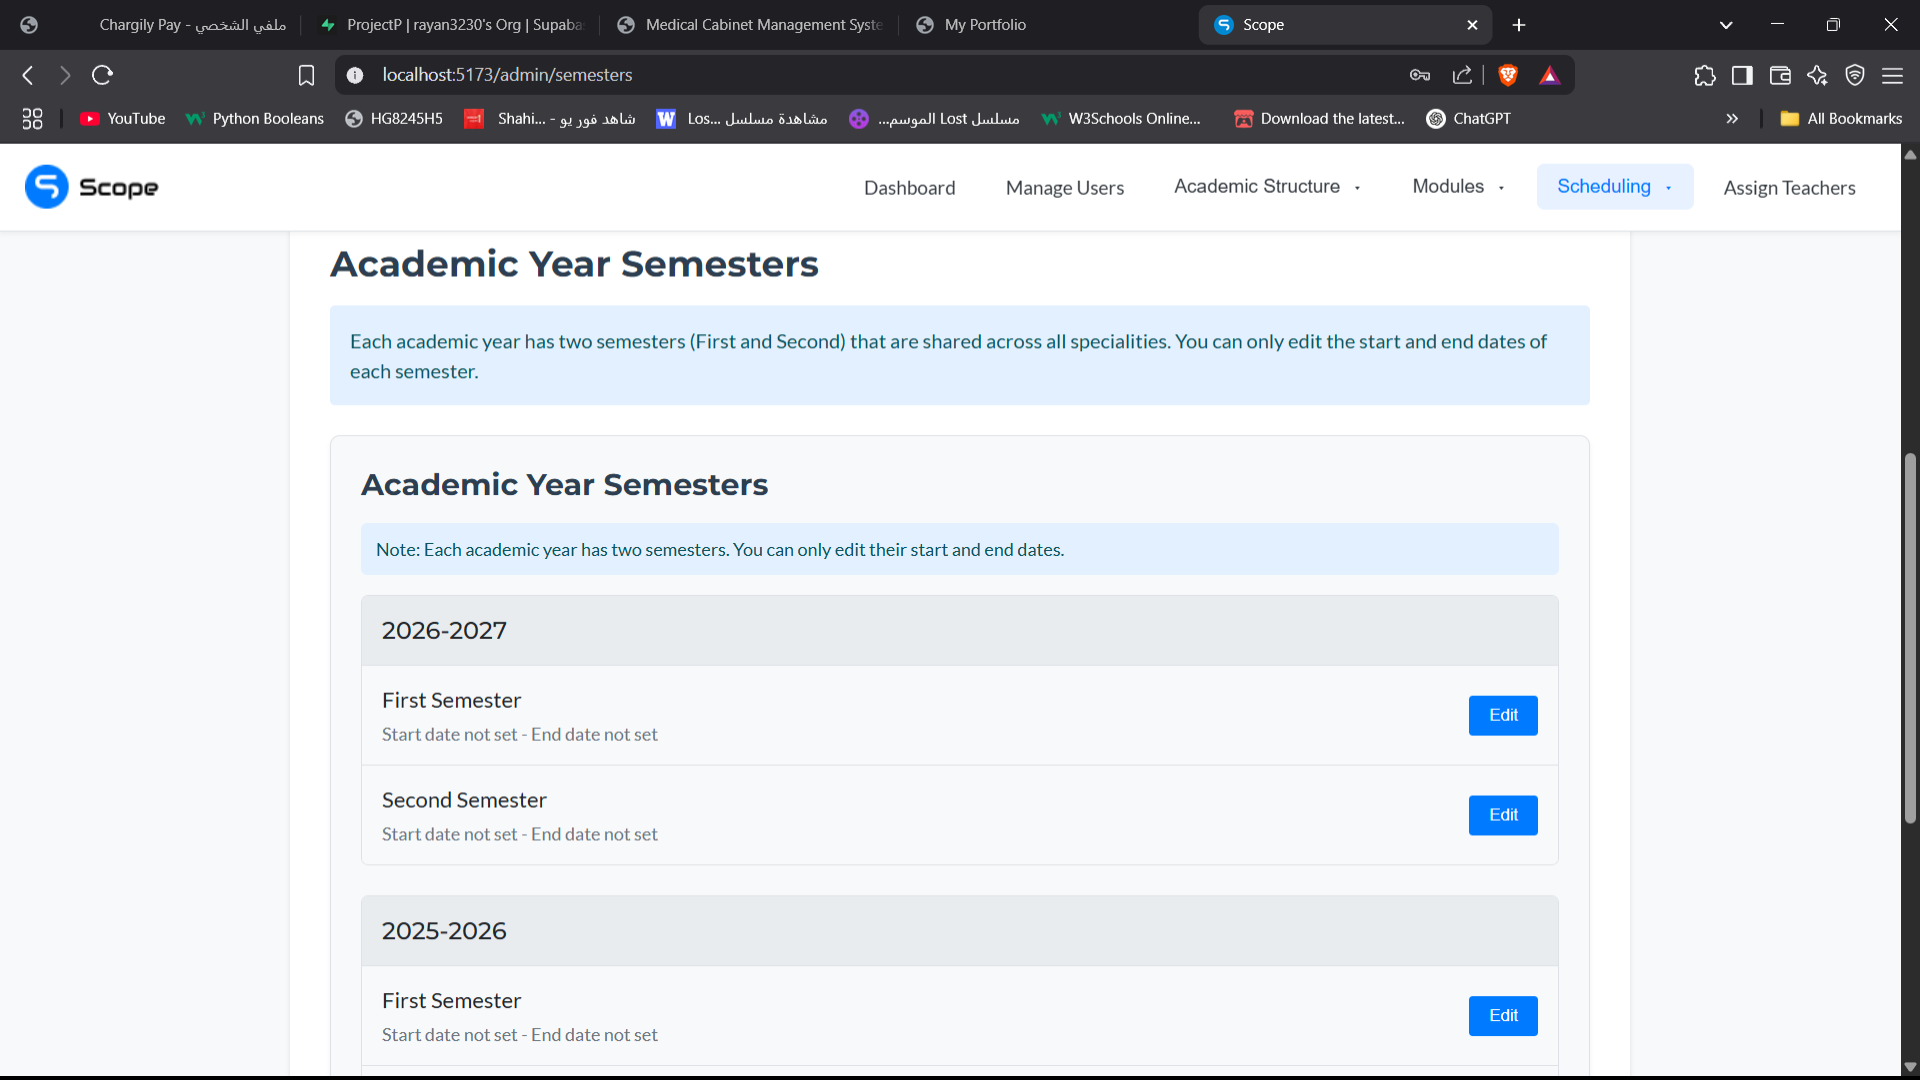 Chargily Pay - ملفي الشخصي
ProjectP | rayan3230's Org | Supaba
Medical Cabinet Management Syste
My Portfolio
Scope
localhost:5173/admin/semesters
YouTube
Python Booleans
HG8245H5
Shahi... - شاهد فور يو
Los... مشاهدة مسلسل
...مسلسل Lost الموسم
W3Schools Online...
Download the latest...
ChatGPT
All Bookmarks
Scope
Dashboard
Manage Users
Academic Structure
Modules
Scheduling
Assign Teachers
Academic Year Semesters
Each academic year has two semesters (First and Second) that are shared across all specialities. You can only edit the start and end dates of
each semester.
Academic Year Semesters
Note: Each academic year has two semesters. You can only edit their start and end dates.
2026-2027
First Semester
Start date not set - End date not set
Edit
Second Semester
Start date not set - End date not set
Edit
2025-2026
First Semester
Start date not set - End date not set
Edit